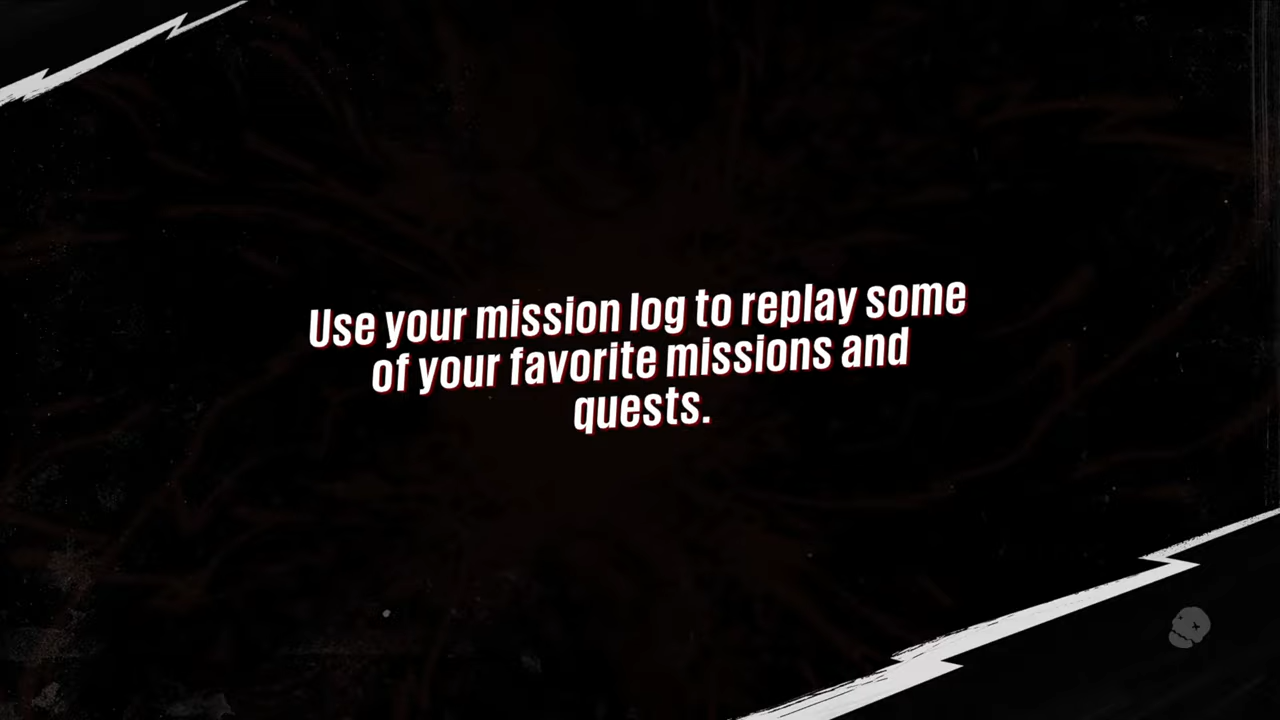 Use your mission log to replay some
of your favorite missions and
quests.